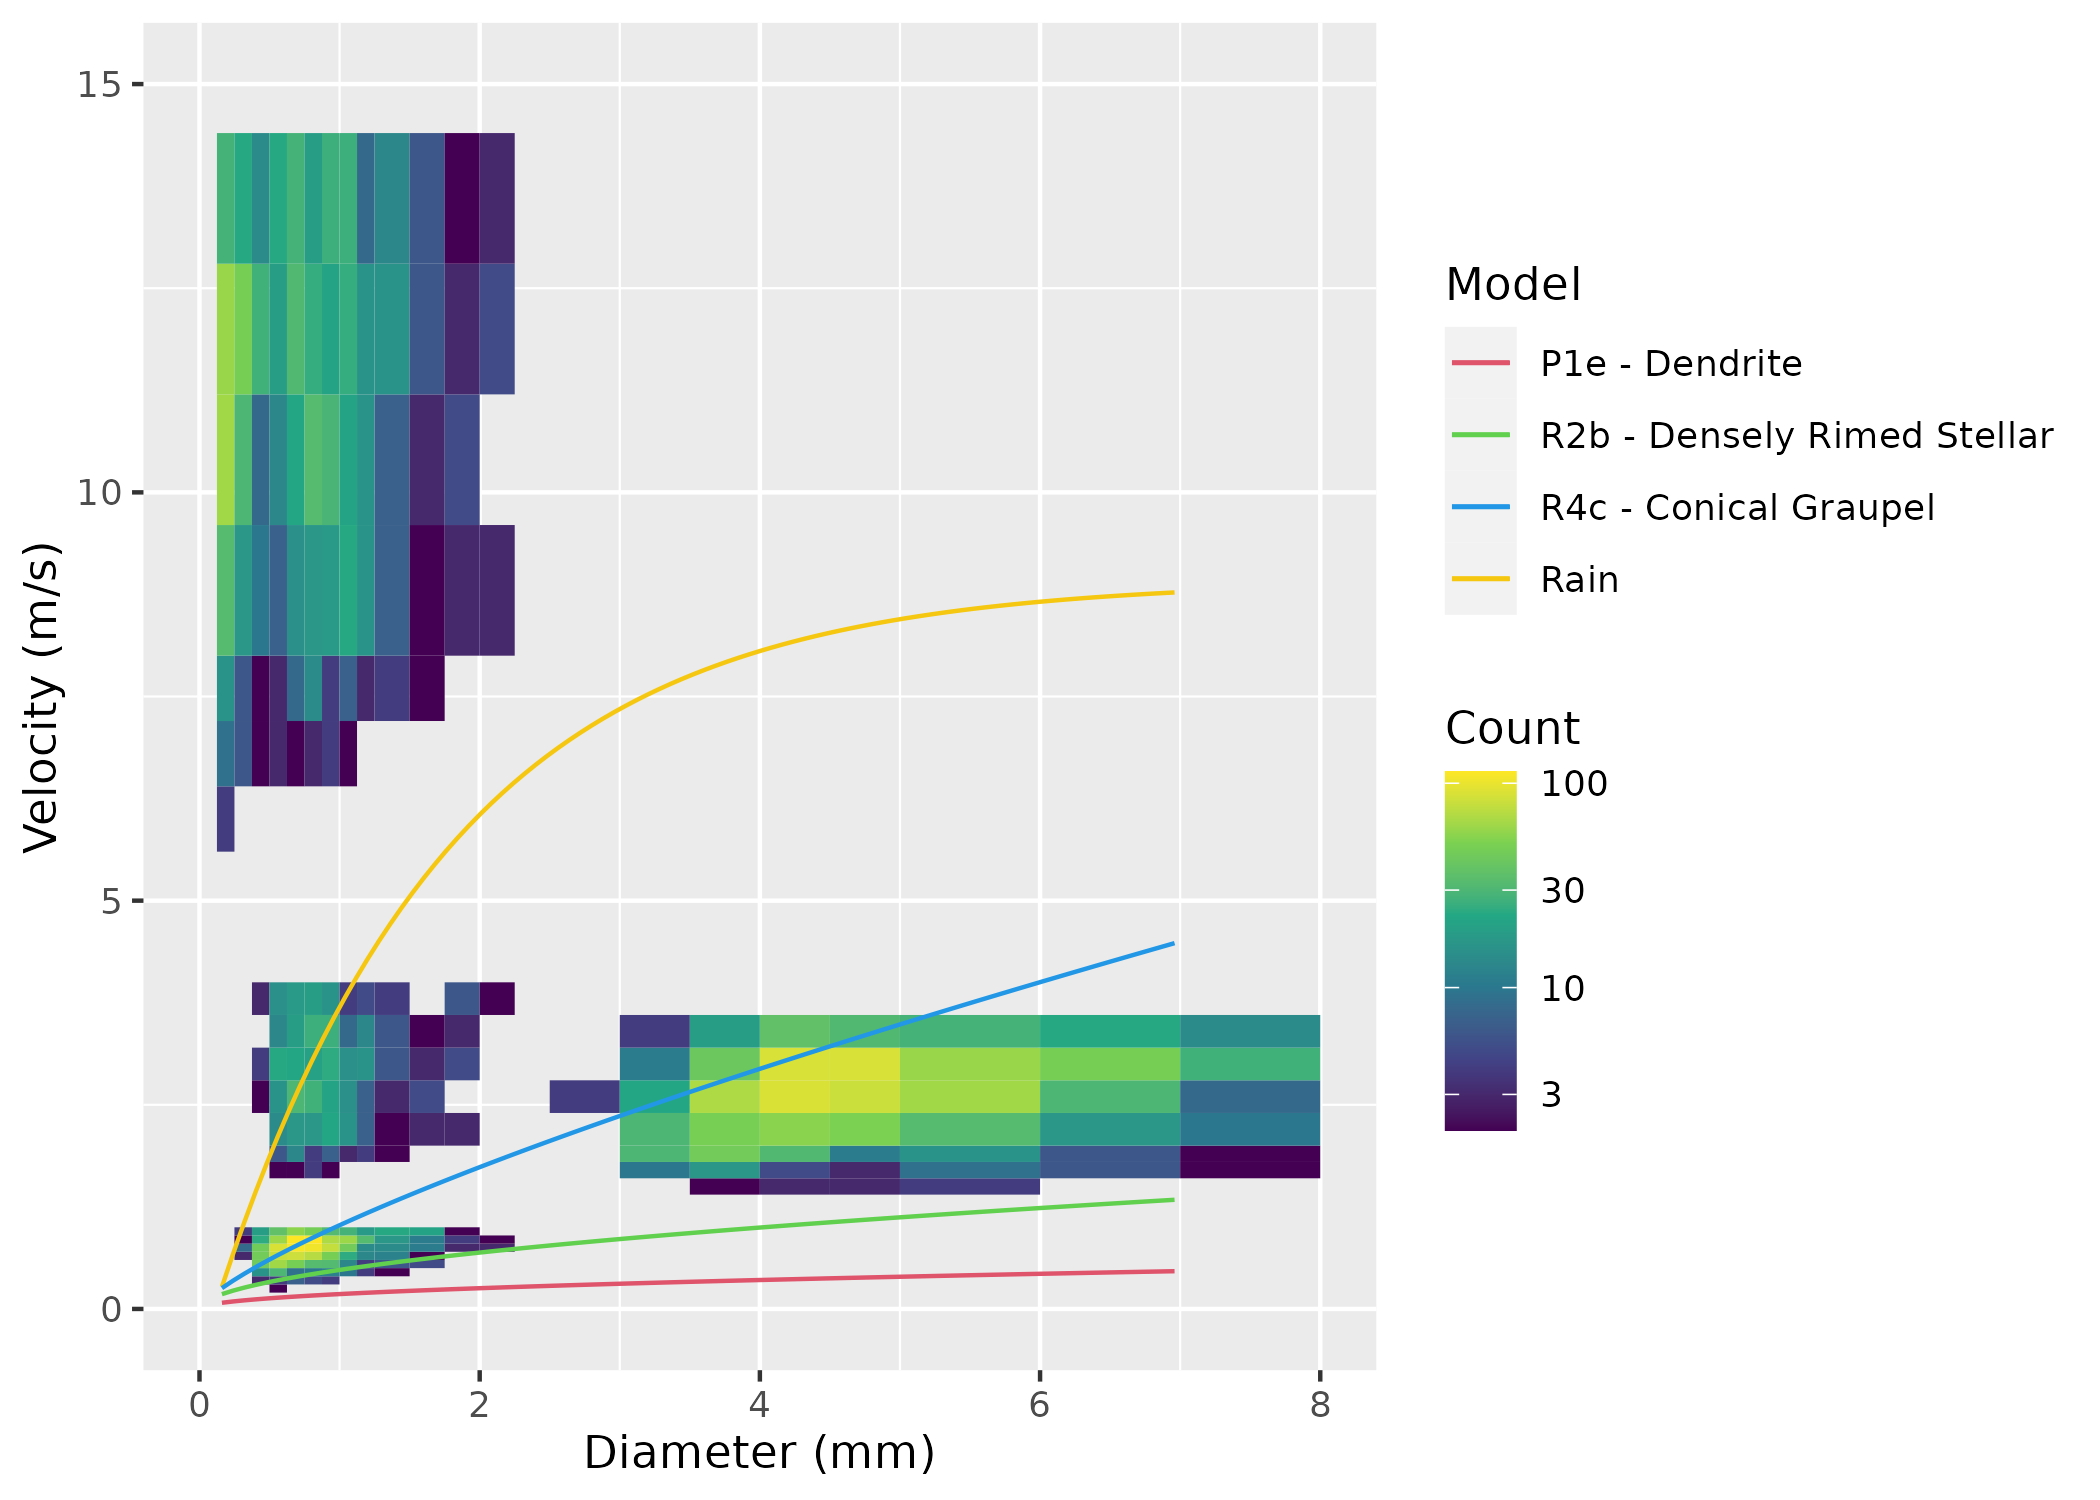 15
10
5
0
Velocity (m/s)
0 2 4 6 8
Diameter (mm)
Model
P1e - Dendrite
R2b - Densely Rimed Stellar
R4c - Conical Graupel
Rain
Count
100
30
10
3